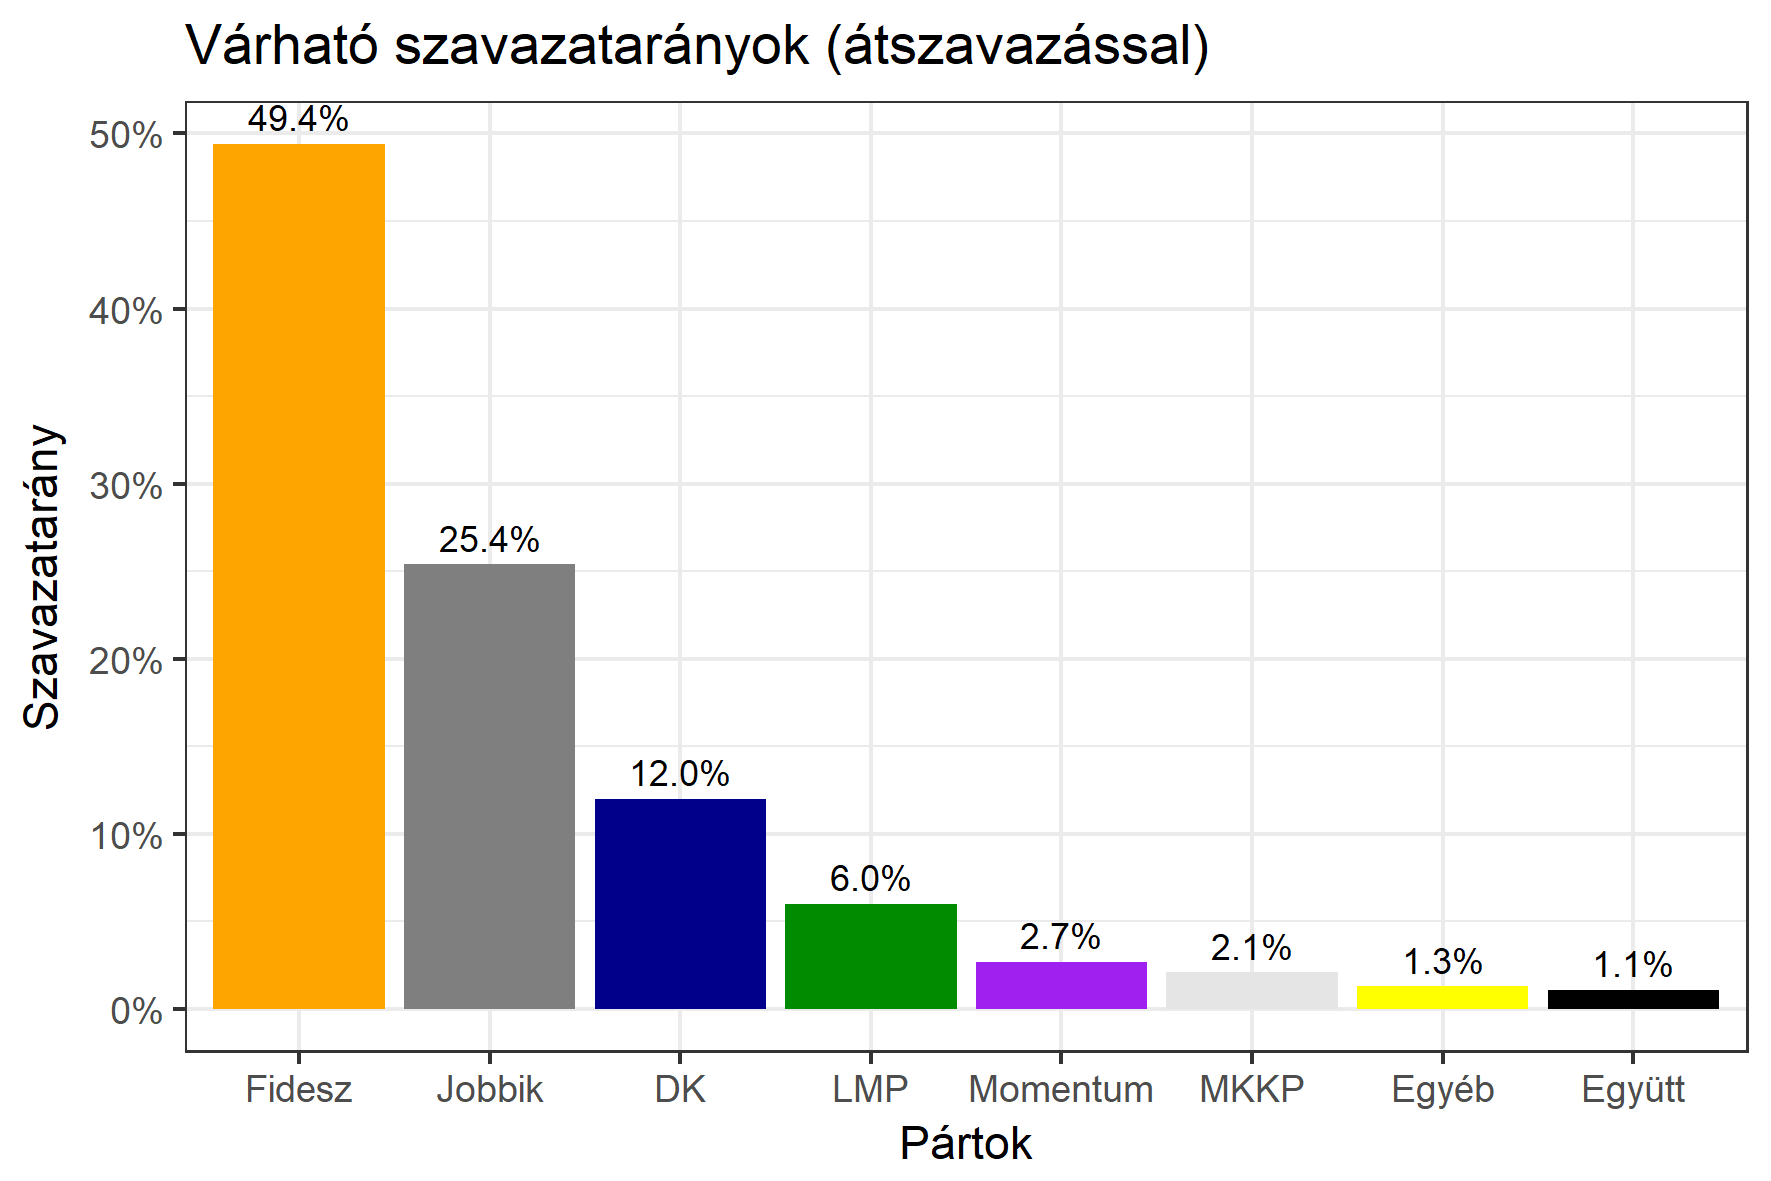 Várható szavazatarányok (átszavazással)
Szavazatarány
50%
40%
30%
20%
10%
0%
49.4%
25.4%
12.0%
6.0%
2.7%
2.1%
1.3%
1.1%
Fidesz
Jobbik
DK
LMP
Momentum
MKKP
Egyéb
Együtt
Pártok